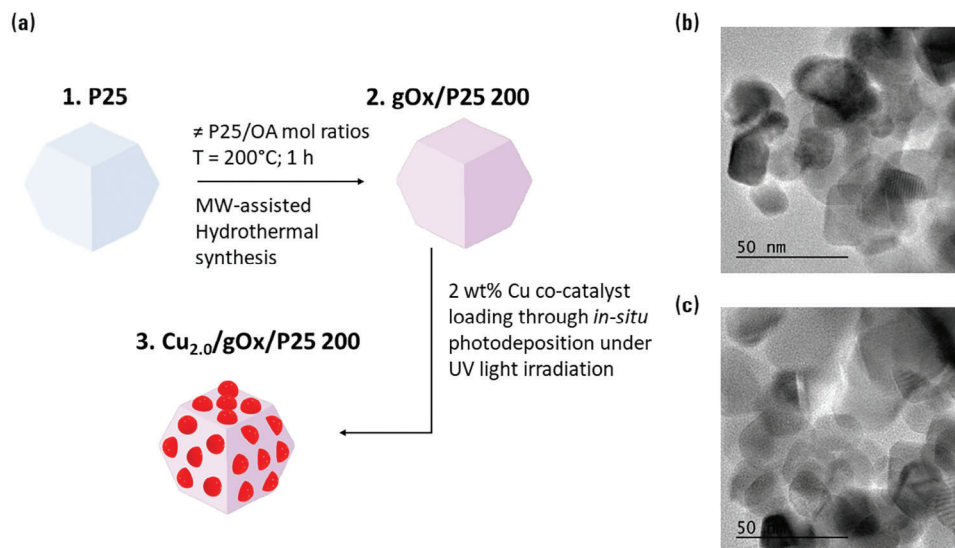 (a)
1. P25
≠ P25/OA mol ratios
T = 200°C; 1 h
MW-assisted
Hydrothermal
synthesis
2. gOx/P25 200
2 wt% Cu co-catalyst
loading through in-situ
photodeposition under
UV light irradiation
3. Cu2.0/gOx/P25 200
(b)
50 nm
(c)
50 nm